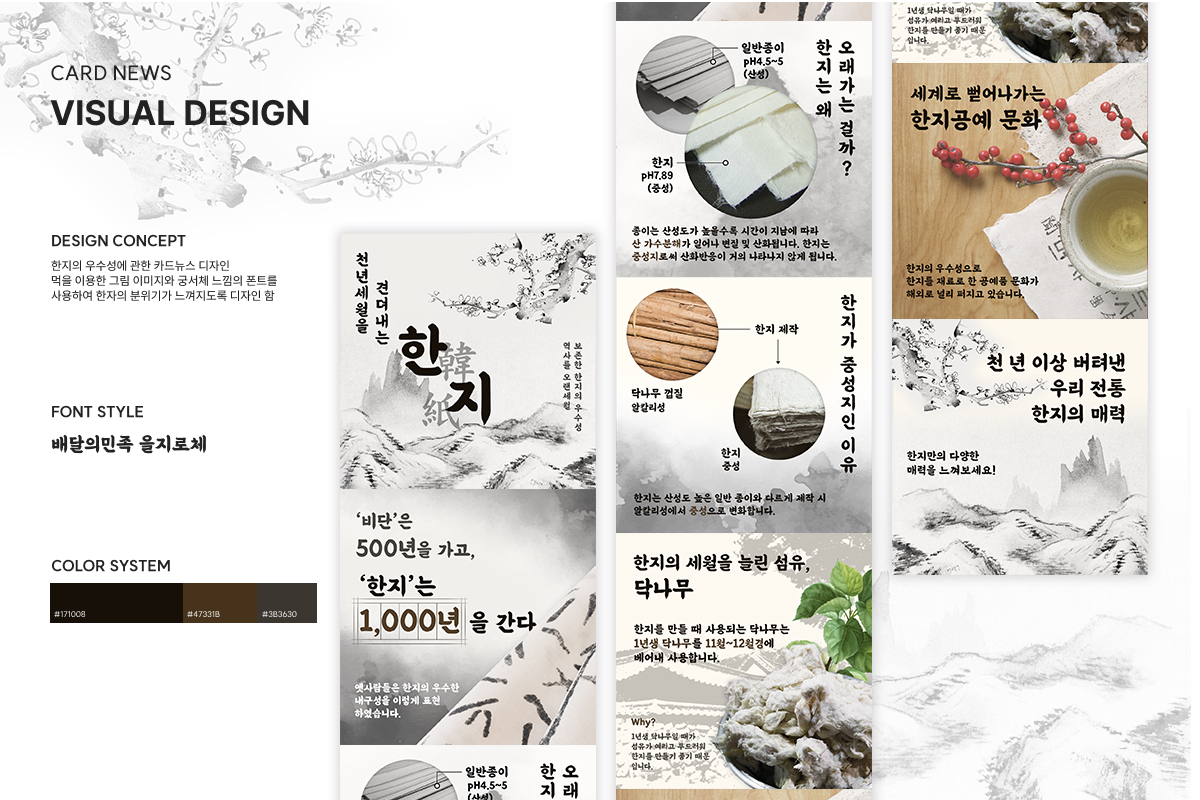 CARD NEWS
VISUAL DESIGN
DESIGN CONCEPT
한지의 우수성에 관한 카드뉴스 디자인
먹을 이용한 그림 이미지와 궁서체 느낌의 폰트를
사용하여 한자의 분위기가 느껴지도록 디자인 함
FONT STYLE
배달의민족 을지로체
COLOR SYSTEM
#171008
#47331B
#3B3630
천년세월을
견뎌내는
한지
韓紙
보존한 한지의 우수성
역사를 오랜세월
‘비단’은
500년을 가고,
‘한지’는
1,000년을 간다
옛사람들은 한지의 우수한
내구성을 이렇게 표현
하였습니다.
일반종이
pH4.5~5
(산성)
오래
한지
일반종이
pH4.5~5
(산성)
오래가는 걸까?
한지는 왜
한지
pH7.89
(중성)
종이는 산성도가 높을수록 시간이 지남에 따라
산 가수분해가 일어나 변질 및 산화됩니다. 한지는
중성지로써 산화반응이 거의 나타나지 않게 됩니다.
한지가 중성지인 이유
한지 제작
닥나무 껍질
알칼리성
한지
중성
한지는 산성도 높은 일반 종이와 다르게 제작 시
알칼리성에서 중성으로 변화합니다.
한지의 세월을 늘린 섬유,
닥나무
한지를 만들 때 사용되는 닥나무는
1년생 닥나무를 11월~12월경에
베어내 사용합니다.
Why?
1년생 닥나무일 때가
섬유가 여리고 부드러워
한지를 만들기 좋기 때문
입니다.
1년생 닥나무일 때가
섬유가 여리고 부드러워
한지를 만들기 좋기 때문
입니다.
세계로 뻗어나가는
한지공예 문화
한지의 우수성으로
한지를 재료로 한 공예품 문화가
해외로 널리 퍼지고 있습니다.
천 년 이상 버텨낸
우리 전통
한지의 매력
한지만의 다양한
매력을 느껴보세요!